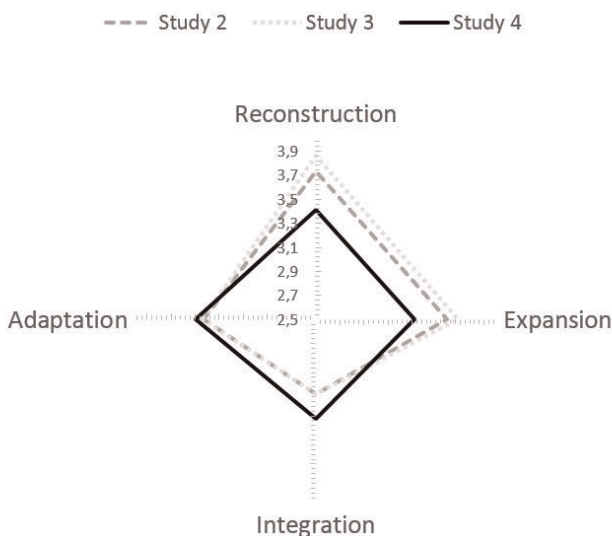 Study 2 Study 3 Study 4
Reconstruction
3,9
3,7
3,5
3,3
3,1
2,9
2,7
2,5
Adaptation
Expansion
Integration